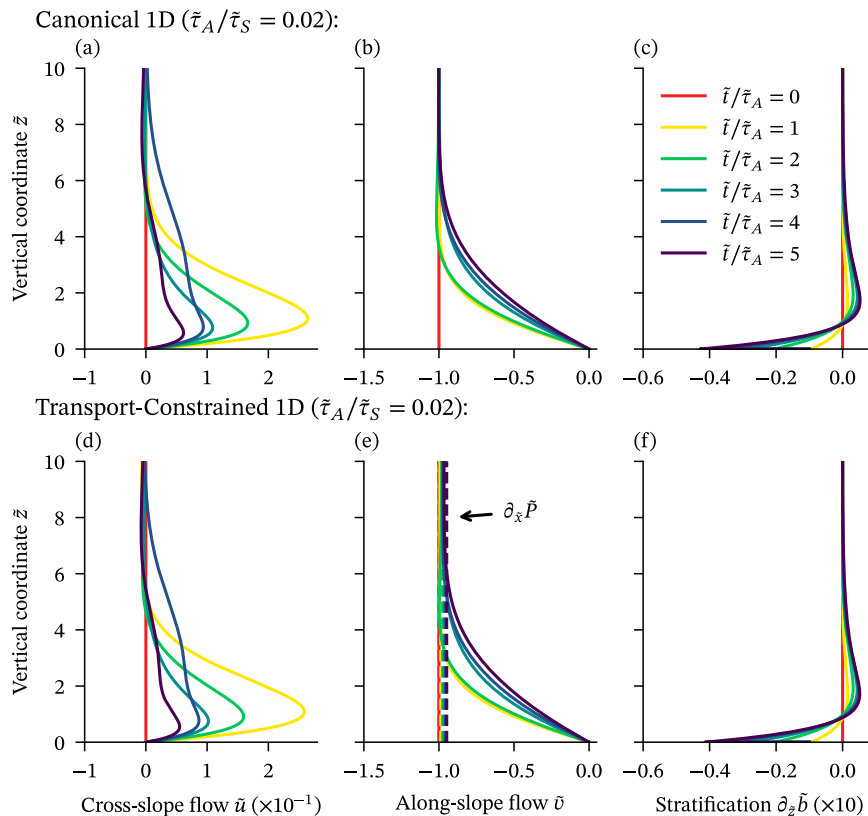 Canonical 1D (τ̃_A/τ̃_S = 0.02):
(a) (b) (c)
Vertical coordinate z̃
10
8
6
4
2
0
−1 0 1 2
−1.5 −1.0 −0.5 0.0
−0.6 −0.4 −0.2 0.0
t̃/τ̃_A = 0
t̃/τ̃_A = 1
t̃/τ̃_A = 2
t̃/τ̃_A = 3
t̃/τ̃_A = 4
t̃/τ̃_A = 5
Transport-Constrained 1D (τ̃_A/τ̃_S = 0.02):
(d) (e) (f)
Vertical coordinate z̃
10
8
6
4
2
0
∂_x̃ P̃
−1 0 1 2
−1.5 −1.0 −0.5 0.0
−0.6 −0.4 −0.2 0.0
Cross-slope flow ũ (×10⁻¹)
Along-slope flow ṽ
Stratification ∂_z̃ b̃ (×10)